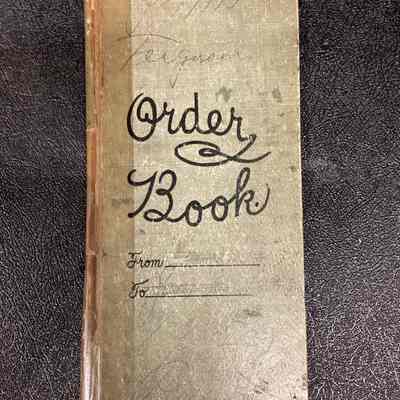 Ferguson
Order
Book.
From
To